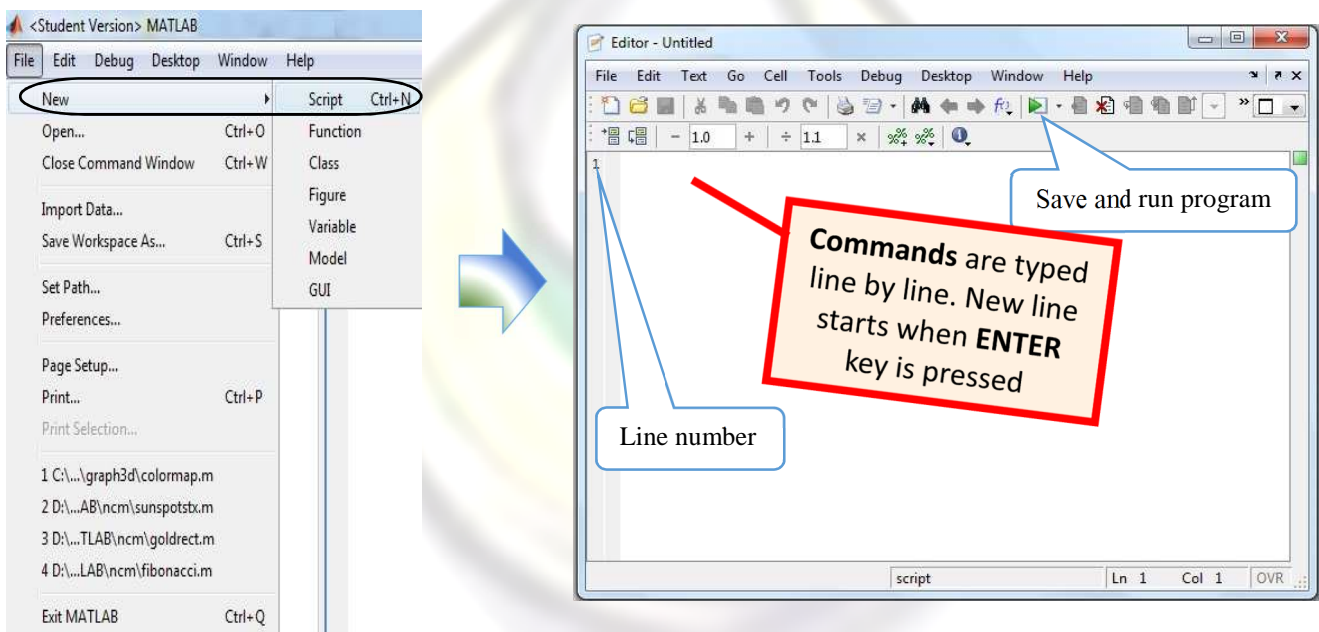 <Student Version> MATLAB
File Edit Debug Desktop Window Help
New
Open... Ctrl+O
Close Command Window Ctrl+W
Import Data...
Save Workspace As... Ctrl+S
Set Path...
Preferences...
Page Setup...
Print... Ctrl+P
Print Selection...
1 C:\...\graph3d\colormap.m
2 D:\...AB\ncm\sunspotstx.m
3 D:\...TLAB\ncm\goldrect.m
4 D:\...LAB\ncm\fibonacci.m
Exit MATLAB Ctrl+Q
Script Ctrl+N
Function
Class
Figure
Variable
Model
GUI
Editor - Untitled
File Edit Text Go Cell Tools Debug Desktop Window Help
- 1.0 + ÷ 1.1 ×
1
Save and run program
Commands are typed
line by line. New line
starts when ENTER
key is pressed
Line number
script Ln 1 Col 1 OVR